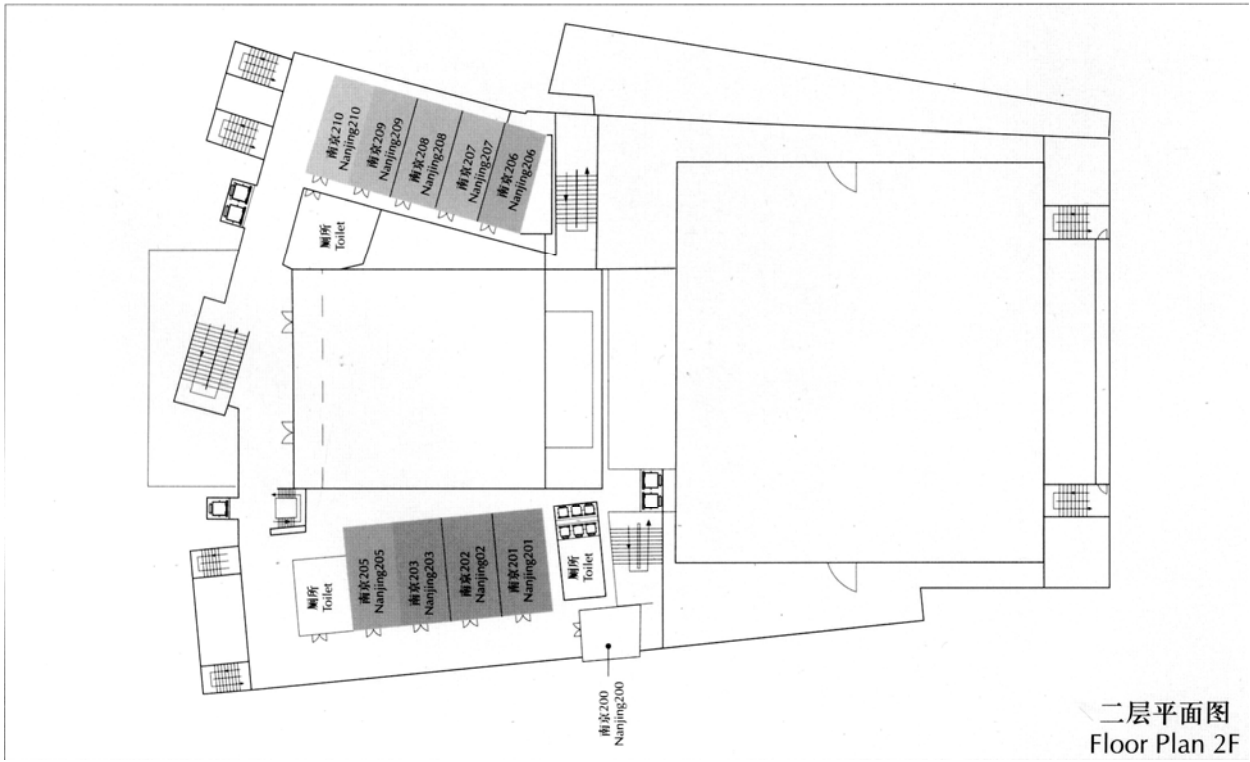 南京210
Nanjing210
南京209
Nanjing209
南京208
Nanjing208
南京207
Nanjing207
南京206
Nanjing206
厕所
Toilet
厕所
Toilet
南京205
Nanjing205
南京203
Nanjing203
南京202
Nanjing02
南京201
Nanjing201
厕所
Toilet
南京200
Nanjing200
二层平面图
Floor Plan 2F